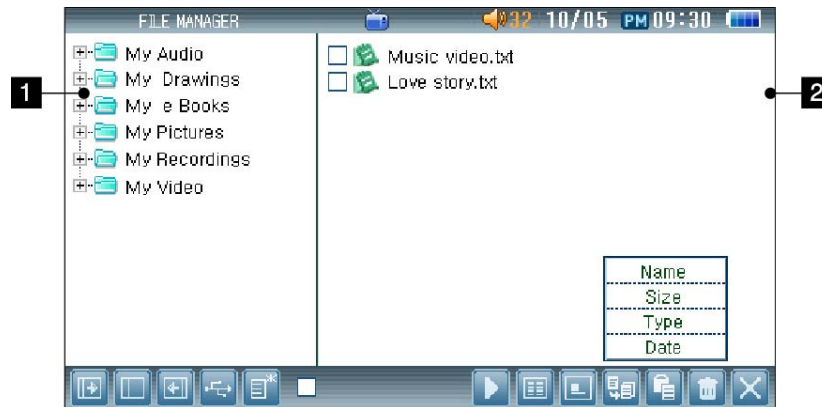 FILE MANAGER 32 10/05 PM 09:30
1
2
My Audio
My Drawings
My e Books
My Pictures
My Recordings
My Video
Music video.txt
Love story.txt
Name
Size
Type
Date